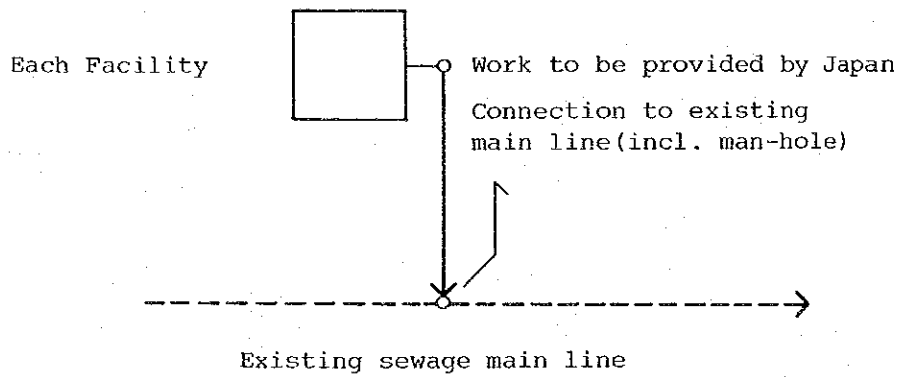 Each Facility
Work to be provided by Japan
Connection to existing
main line(incl. man-hole)
Existing sewage main line